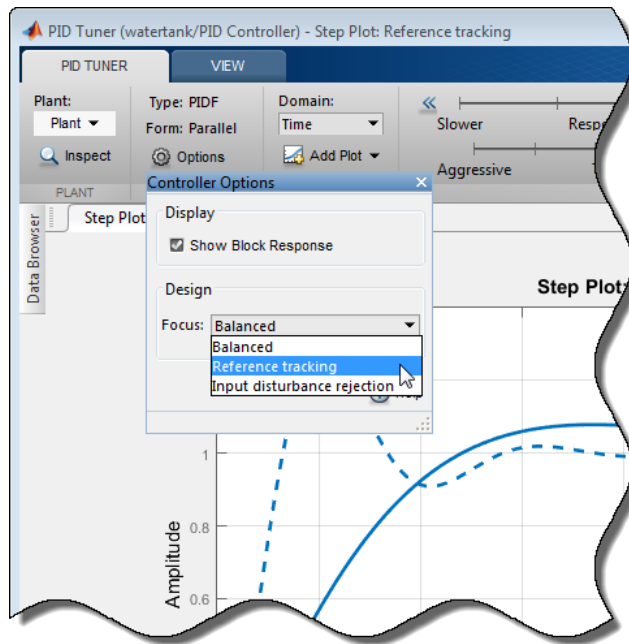 PID Tuner (watertank/PID Controller) - Step Plot: Reference tracking
PID TUNER
VIEW
Plant:
Type: PIDF
Domain:
Plant
Form: Parallel
Time
Slower
Inspect
Options
Add Plot
Aggressive
PLANT
Controller Options
Data Browser
Step Plot
Display
Show Block Response
Design
Step Plot:
Focus: Balanced
Balanced
Reference tracking
Input disturbance rejection
1
0.8
0.6
Amplitude